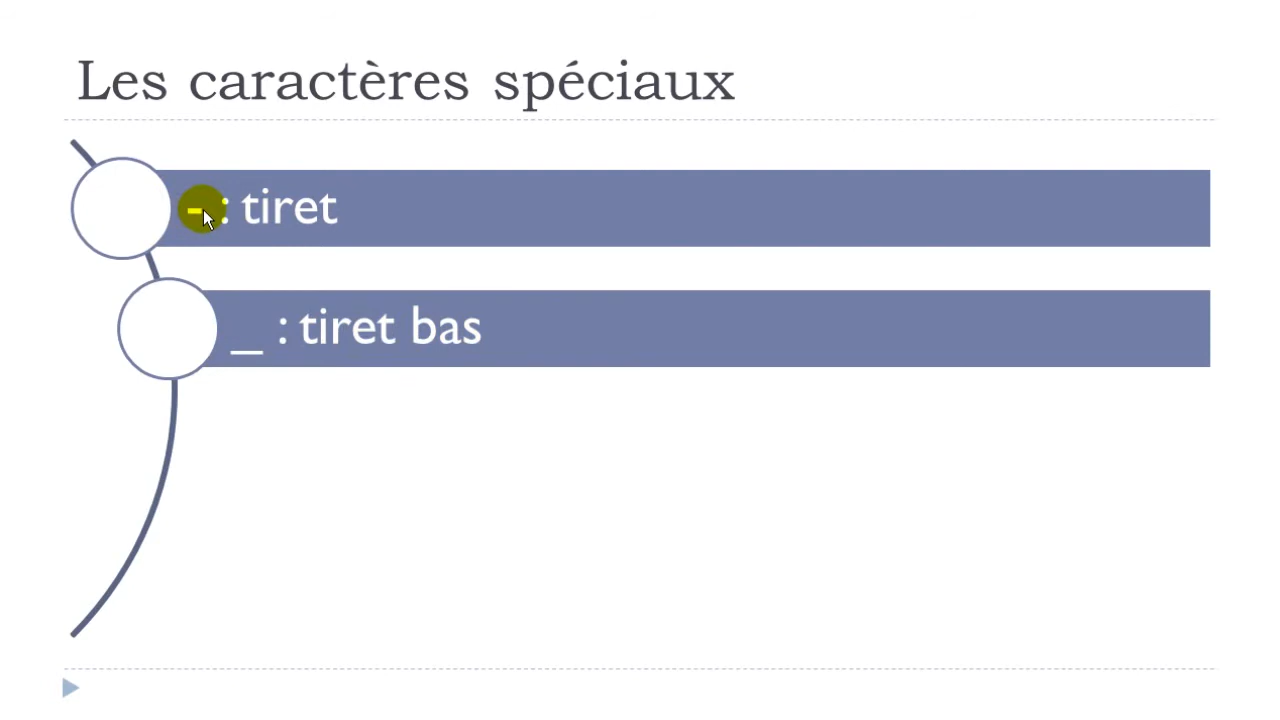 Les caractères spéciaux
- : tiret
_ : tiret bas